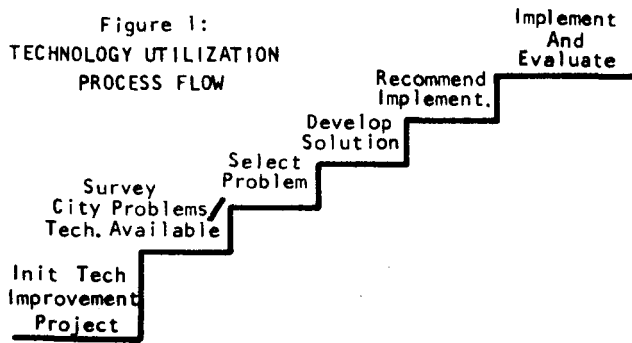 Figure 1:
TECHNOLOGY UTILIZATION
PROCESS FLOW
Init Tech
Improvement
Project
Survey
City Problems/
Tech. Available
Select
Problem
Develop
Solution
Recommend
Implement.
Implement
And
Evaluate